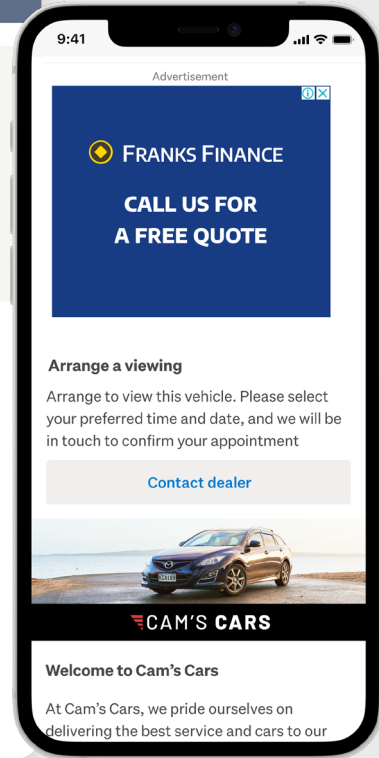 9:41
Advertisement
FRANKS FINANCE
CALL US FOR
A FREE QUOTE
Arrange a viewing
Arrange to view this vehicle. Please select
your preferred time and date, and we will be
in touch to confirm your appointment
Contact dealer
CAM'S CARS
Welcome to Cam's Cars
At Cam's Cars, we pride ourselves on
delivering the best service and cars to our